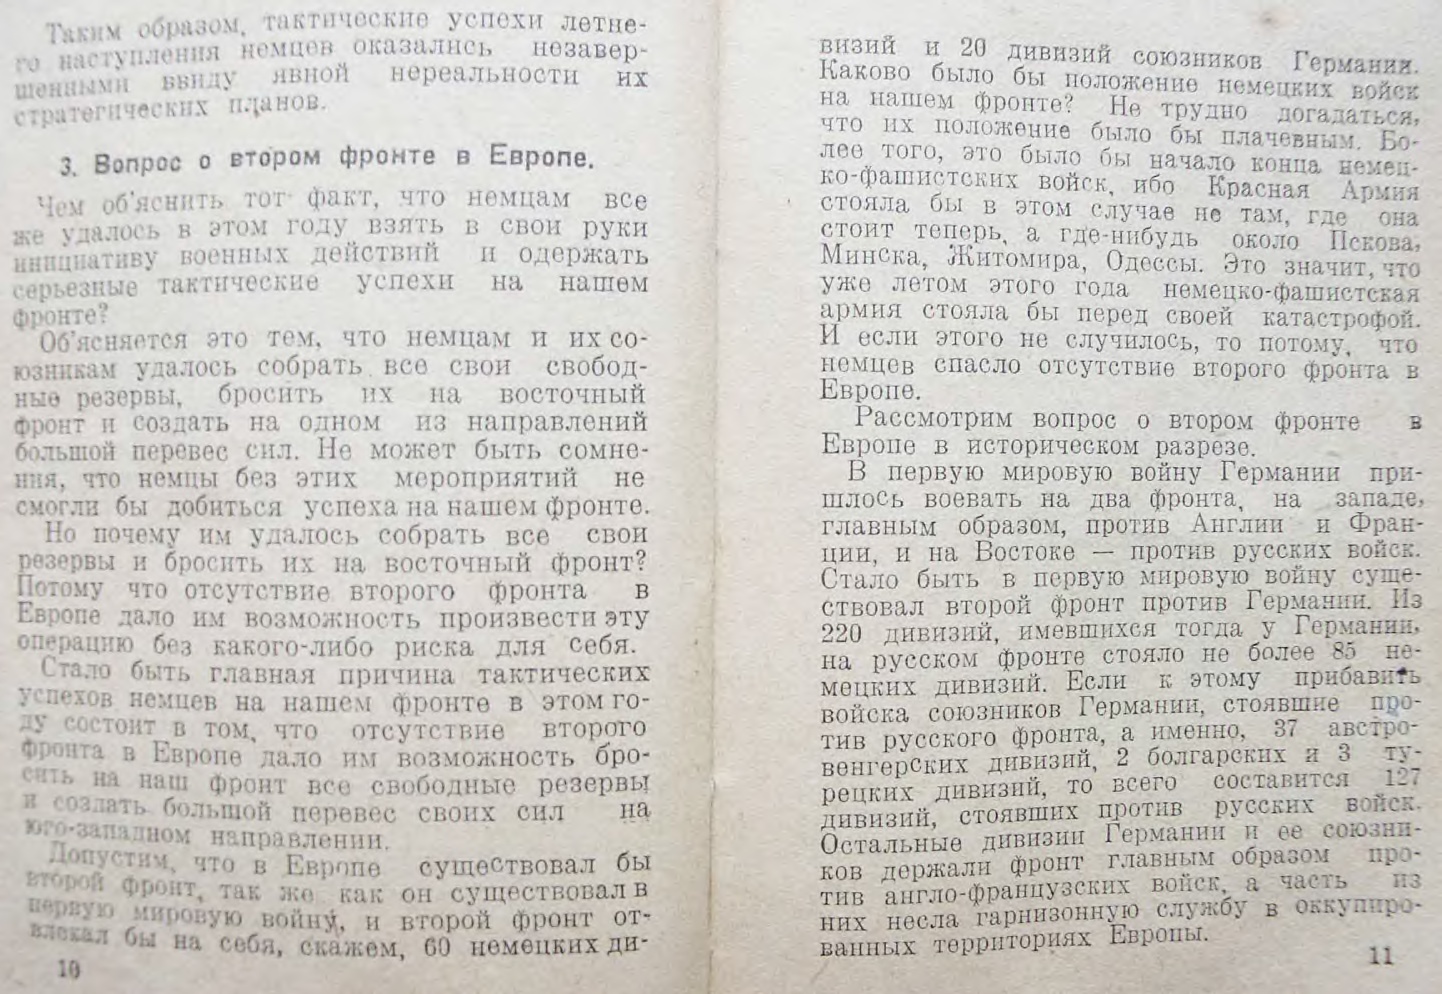 Таким образом, тактические успехи летне-
го наступления немцев оказались незавер-
шенными ввиду явной нереальности их
стратегических планов.
3. Вопрос о втором фронте в Европе.
Чем об'яснить тот факт, что немцам все
же удалось в этом году взять в свои руки
инициативу военных действий и одержать
серьезные тактические успехи на нашем
фронте?
Об'ясняется это тем, что немцам и их со-
юзникам удалось собрать все свои свобод-
ные резервы, бросить их на восточный
фронт и создать на одном из направлений
большой перевес сил. Не может быть сомне-
ния, что немцы без этих мероприятий не
смогли бы добиться успеха на нашем фронте.
Но почему им удалось собрать все свои
резервы и бросить их на восточный фронт?
Потому что отсутствие второго фронта в
Европе дало им возможность произвести эту
операцию без какого-либо риска для себя.
Стало быть главная причина тактических
успехов немцев на нашем фронте в этом го-
ду состоит в том, что отсутствие второго
фронта в Европе дало им возможность бро-
сить на наш фронт все свободные резервы
и создать большой перевес своих сил на
юго-западном направлении.
Допустим, что в Европе существовал бы
второй фронт, так же как он существовал в
первую мировую войну, и второй фронт от-
влекал бы на себя, скажем, 60 немецких ди-
10
визий и 20 дивизий союзников Германии.
Каково было бы положение немецких войск
на нашем фронте? Не трудно догадаться,
что их положение было бы плачевным. Бо-
лее того, это было бы начало конца немец-
ко-фашистских войск, ибо Красная Армия
стояла бы в этом случае не там, где она
стоит теперь, а где-нибудь около Пскова,
Минска, Житомира, Одессы. Это значит, что
уже летом этого года немецко-фашистская
армия стояла бы перед своей катастрофой.
И если этого не случилось, то потому, что
немцев спасло отсутствие второго фронта в
Европе.
Рассмотрим вопрос о втором фронте в
Европе в историческом разрезе.
В первую мировую войну Германии при-
шлось воевать на два фронта, на западе,
главным образом, против Англии и Фран-
ции, и на Востоке — против русских войск.
Стало быть в первую мировую войну суще-
ствовал второй фронт против Германии. Из
220 дивизий, имевшихся тогда у Германии,
на русском фронте стояло не более 85 не-
мецких дивизий. Если к этому прибавить
войска союзников Германии, стоявшие про-
тив русского фронта, а именно, 37 австро-
венгерских дивизий, 2 болгарских и 3 ту-
рецких дивизий, то всего составится 127
дивизий, стоявших против русских войск.
Остальные дивизии Германии и ее союзни-
ков держали фронт главным образом про-
тив англо-французских войск, а часть из
них несла гарнизонную службу в оккупиро-
ванных территориях Европы.
11